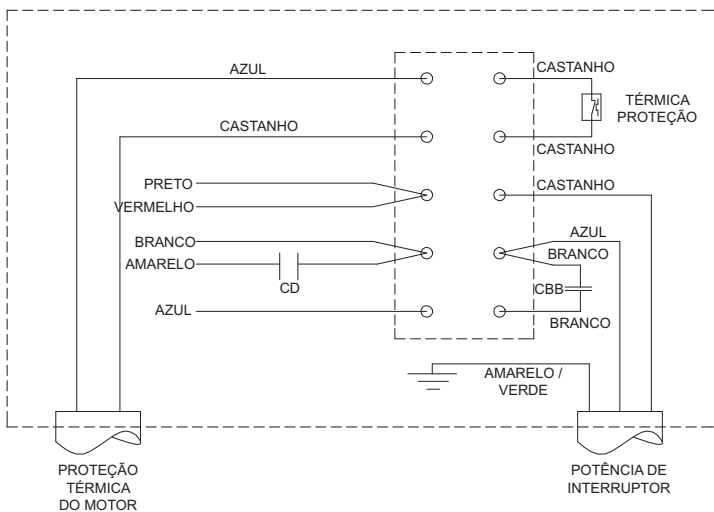 AZUL
CASTANHO
TÉRMICA
PROTEÇÃO
CASTANHO
CASTANHO
PRETO
VERMELHO
CASTANHO
BRANCO
AMARELO
CD
AZUL
BRANCO
CBB
BRANCO
AZUL
AMARELO /
VERDE
PROTEÇÃO
TÉRMICA
DO MOTOR
POTÊNCIA DE
INTERRUPTOR